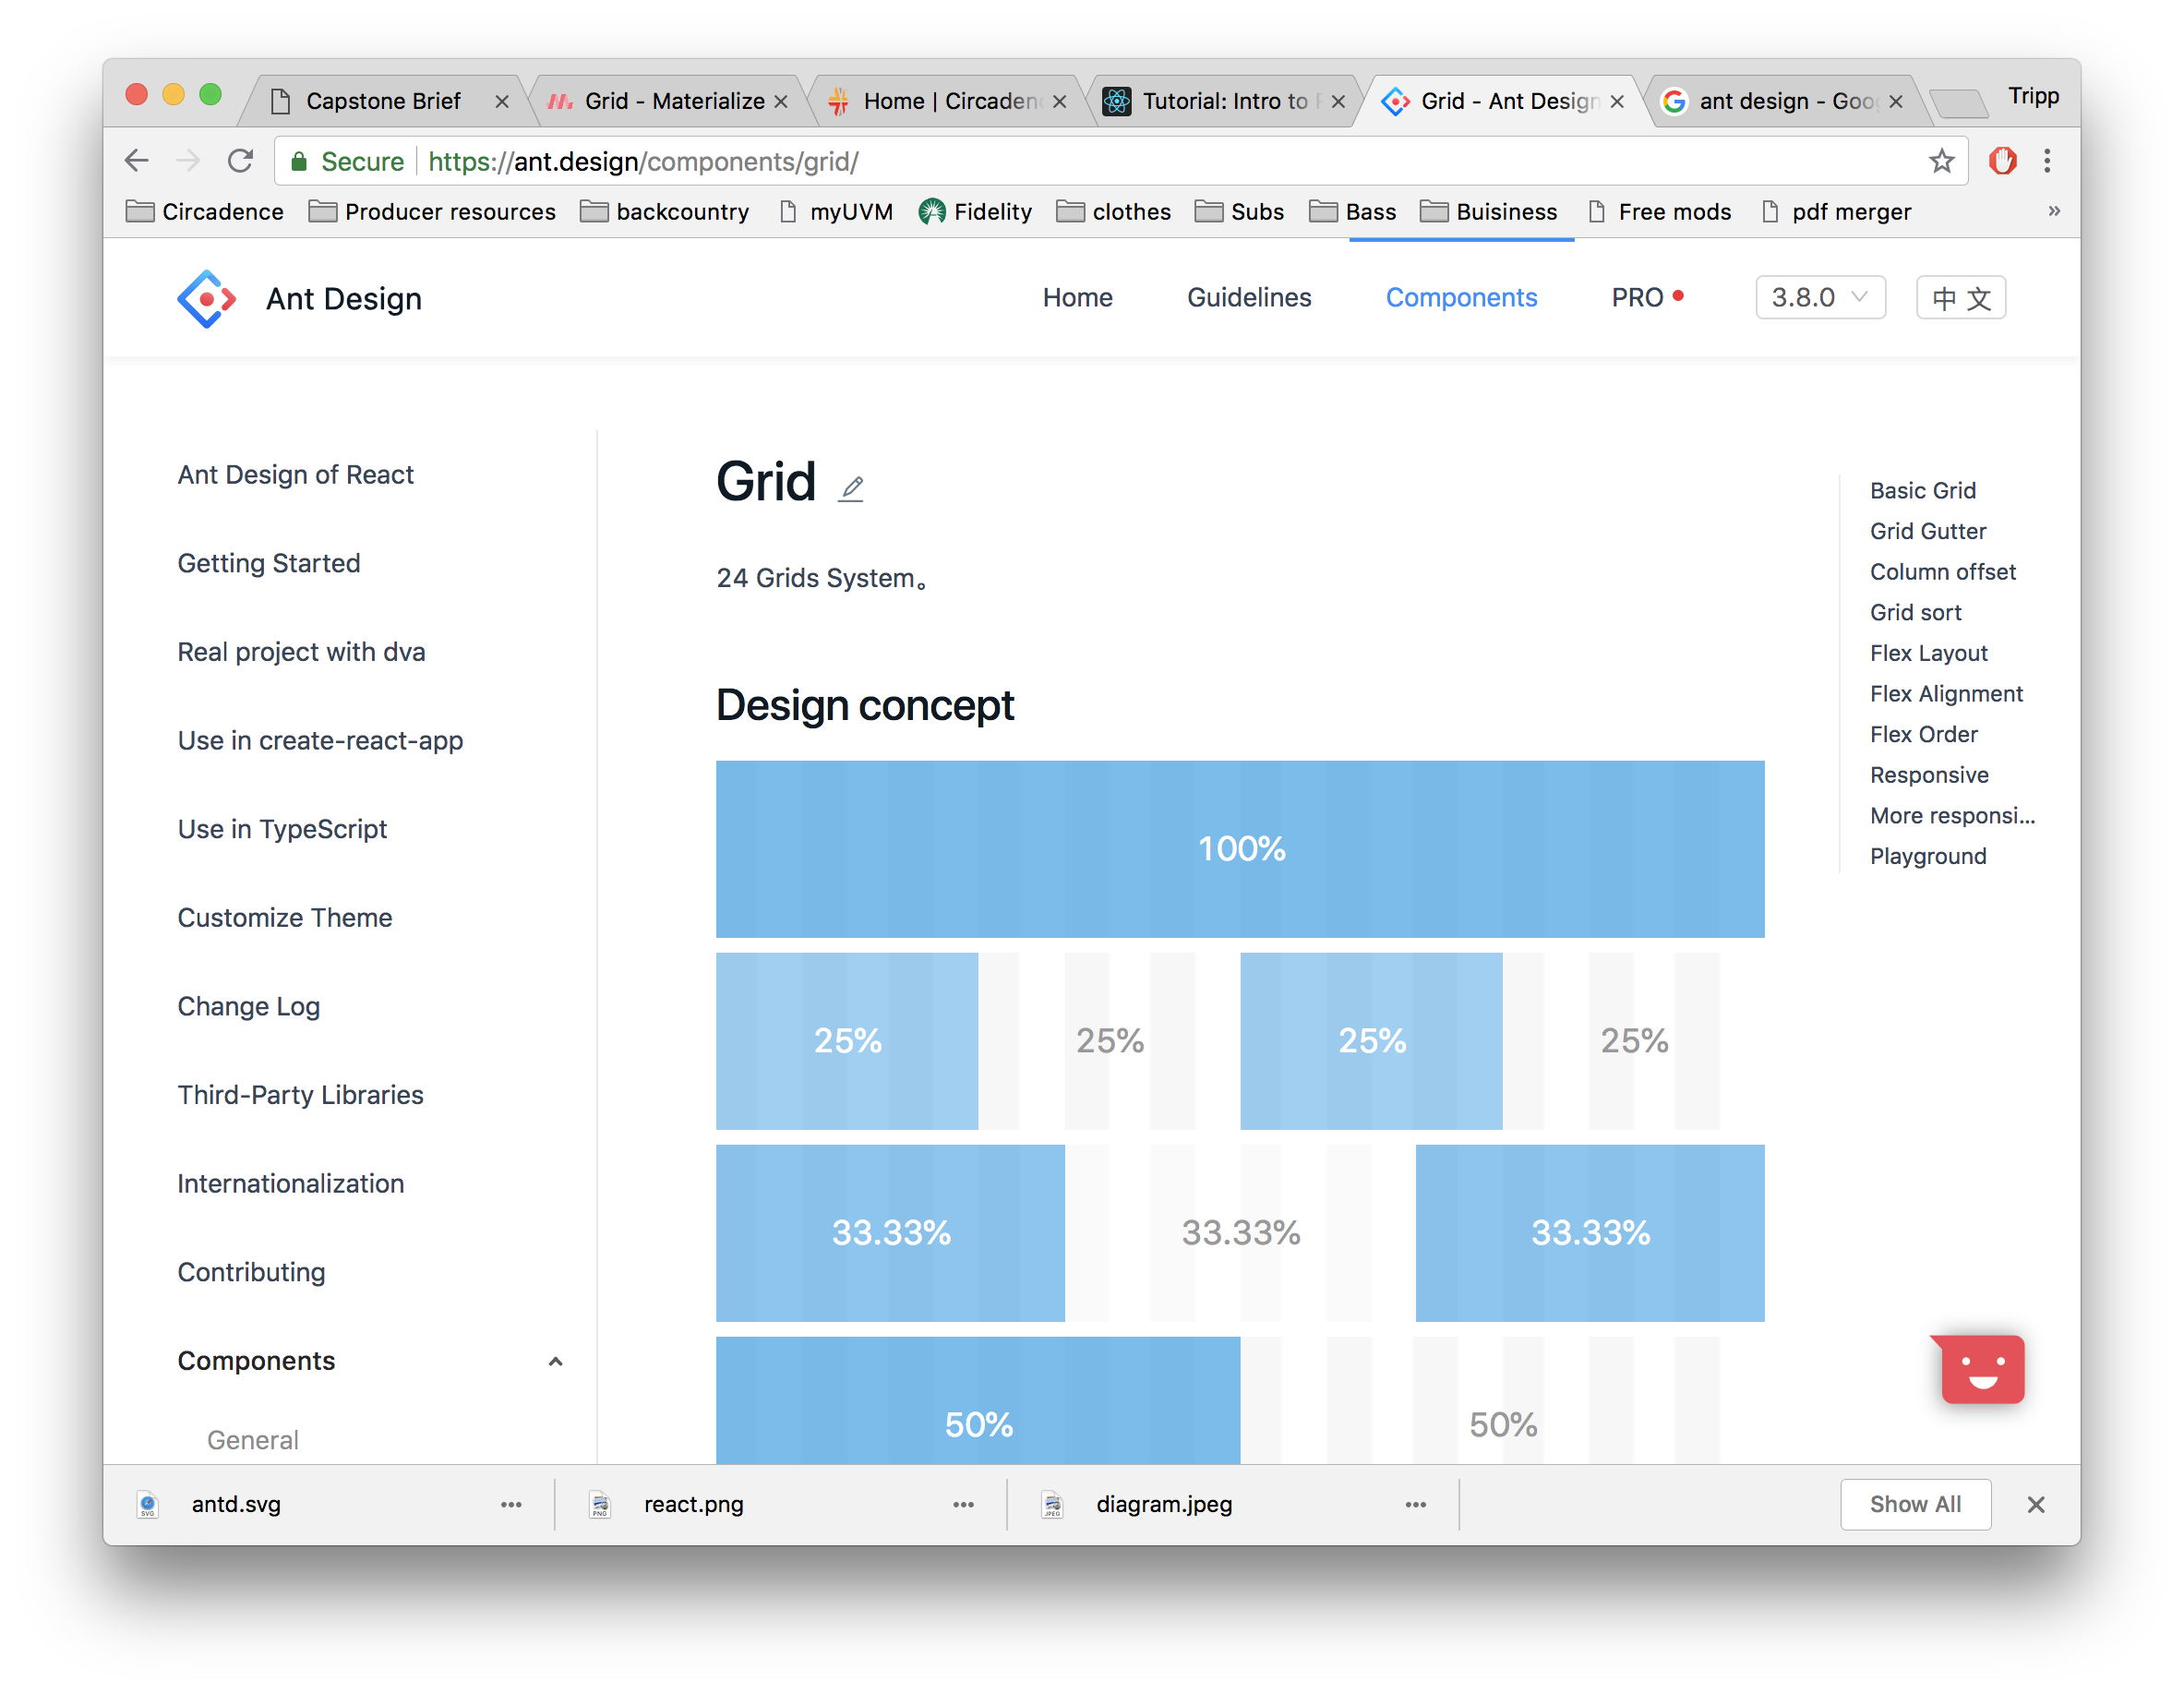 Capstone Brief
Grid - Materialize
Home | Circaden
Tutorial: Intro to
Grid - Ant Design
ant design - Goo
Tripp
Secure https://ant.design/components/grid/
Circadence Producer resources backcountry myUVM Fidelity clothes Subs Bass Buisiness Free mods pdf merger »
Ant Design Home Guidelines Components PRO 3.8.0 中 文
Ant Design of React
Getting Started
Real project with dva
Use in create-react-app
Use in TypeScript
Customize Theme
Change Log
Third-Party Libraries
Internationalization
Contributing
Components
General
Grid
24 Grids System。
Design concept
100%
25% 25% 25% 25%
33.33% 33.33% 33.33%
50% 50%
Basic Grid
Grid Gutter
Column offset
Grid sort
Flex Layout
Flex Alignment
Flex Order
Responsive
More responsi...
Playground
antd.svg react.png diagram.jpeg Show All